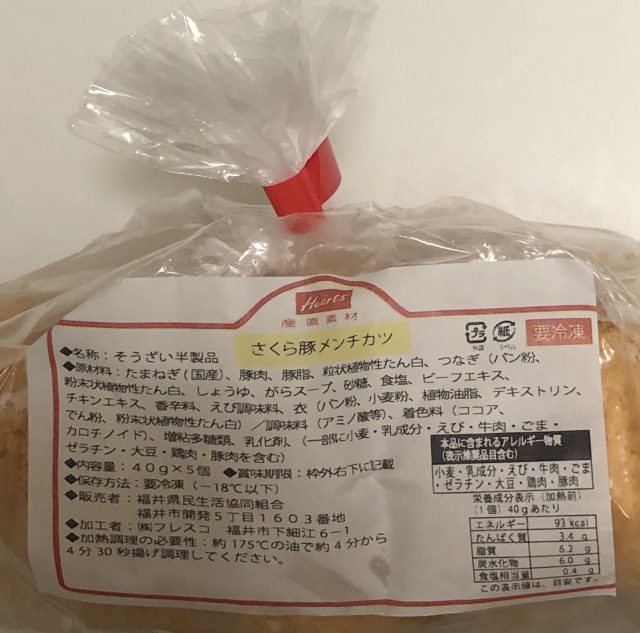 Hearts
産直素材
さくら豚メンチカツ
プラ
外袋
紙
ラベル
要冷凍
◆名称：そうざい半製品
◆原材料：たまねぎ(国産)、豚肉、豚脂、粒状植物性たん白、つなぎ（パン粉、
粉末状植物性たん白、しょうゆ、がらスープ、砂糖、食塩、ビーフエキス、
チキンエキス、香辛料、えび調味料、衣（パン粉、小麦粉、植物油脂、デキストリン、
でん粉、粉末状植物性たん白）／調味料（アミノ酸等）、着色料（ココア、
カロチノイド）、増粘多糖類、乳化剤、（一部に小麦・乳成分・えび・牛肉・ごま・
ゼラチン・大豆・鶏肉・豚肉を含む）
◆内容量：４０ｇ×５個 ◆賞味期限：枠外右下に記載
◆保存方法：要冷凍（－１８℃以下）
◆販売者：福井県民生活協同組合
福井市開発５丁目１６０３番地
◆加工者：㈱フレスコ 福井市下細江６－１
◆加熱調理の必要性：約175℃の油で約４分から
４分３０秒揚げ調理してください。
本品に含まれるアレルギー物質
（表示推奨品目含む）
小麦・乳成分・えび・牛肉・ごま
・ゼラチン・大豆・鶏肉・豚肉
栄養成分表示（加熱前）
（１個）40ｇあたり
エネルギー 93 kcal
たんぱく質 3.4 g
脂質 6.2 g
炭水化物 6.0 g
食塩相当量 0.4 g
この表示値は、目安です。